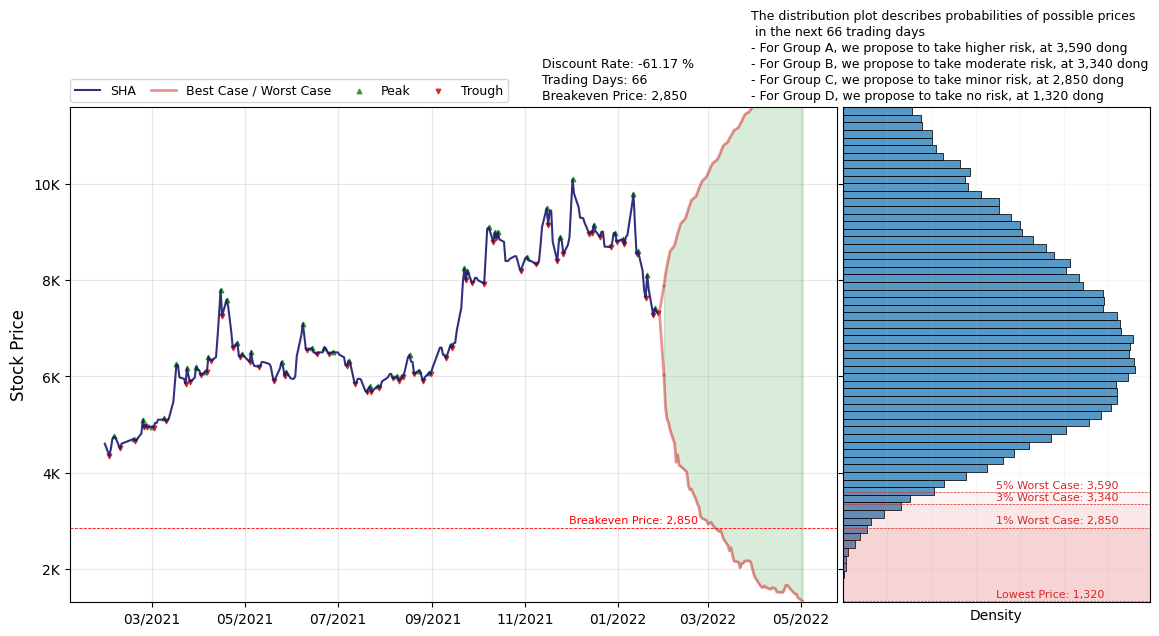 The distribution plot describes probabilities of possible prices
in the next 66 trading days
- For Group A, we propose to take higher risk, at 3,590 dong
- For Group B, we propose to take moderate risk, at 3,340 dong
- For Group C, we propose to take minor risk, at 2,850 dong
- For Group D, we propose to take no risk, at 1,320 dong
Discount Rate: -61.17 %
Trading Days: 66
Breakeven Price: 2,850
SHA
Best Case / Worst Case
Peak
Trough
Stock Price
10K
8K
6K
4K
2K
Breakeven Price: 2,850
03/2021
05/2021
07/2021
09/2021
11/2021
01/2022
03/2022
05/2022
5% Worst Case: 3,590
3% Worst Case: 3,340
1% Worst Case: 2,850
Lowest Price: 1,320
Density